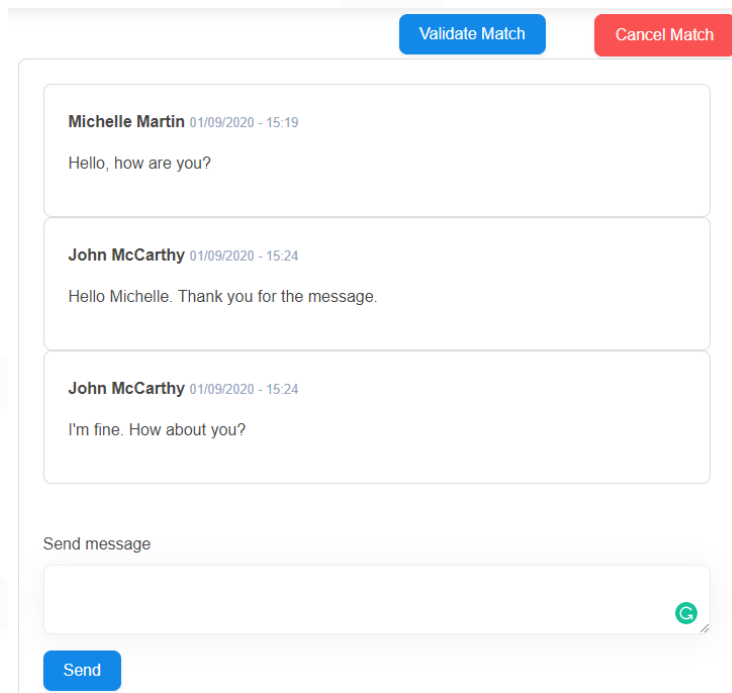 Validate Match
Cancel Match
Michelle Martin 01/09/2020 - 15:19
Hello, how are you?
John McCarthy 01/09/2020 - 15:24
Hello Michelle. Thank you for the message.
John McCarthy 01/09/2020 - 15:24
I'm fine. How about you?
Send message
Send